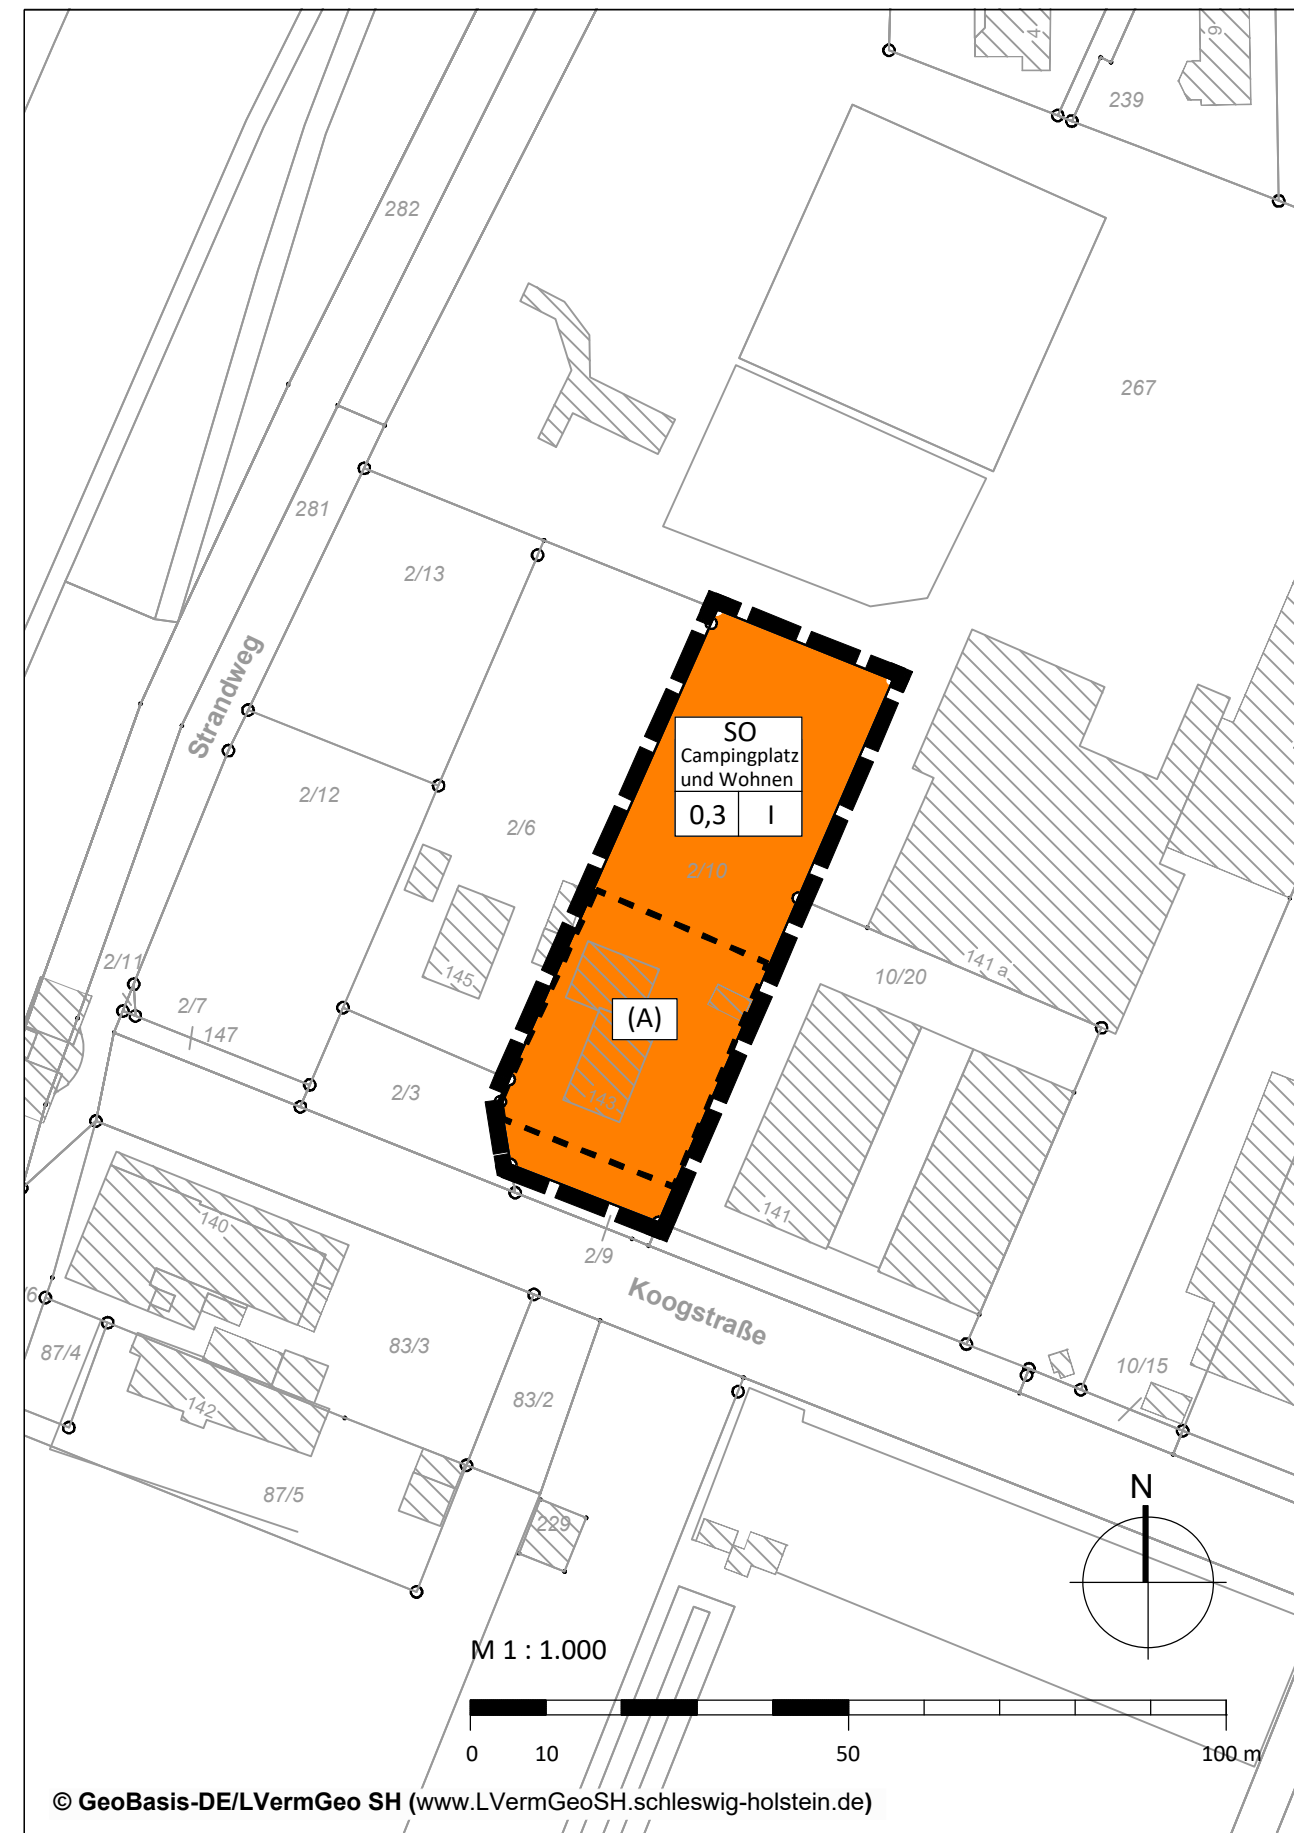 4
9
239
282
267
281
2/13
Strandweg
SO
Campingplatz
und Wohnen
0,3 I
2/12
2/6
2/10
2/11
145
141 a
10/20
2/7
147
(A)
2/3
143
140
141
2/9
Koogstraße
/6
87/4
83/3
10/15
83/2
142
87/5
229
N
M 1 : 1.000
0 10 50 100 m
© GeoBasis-DE/LVermGeo SH (www.LVermGeoSH.schleswig-holstein.de)